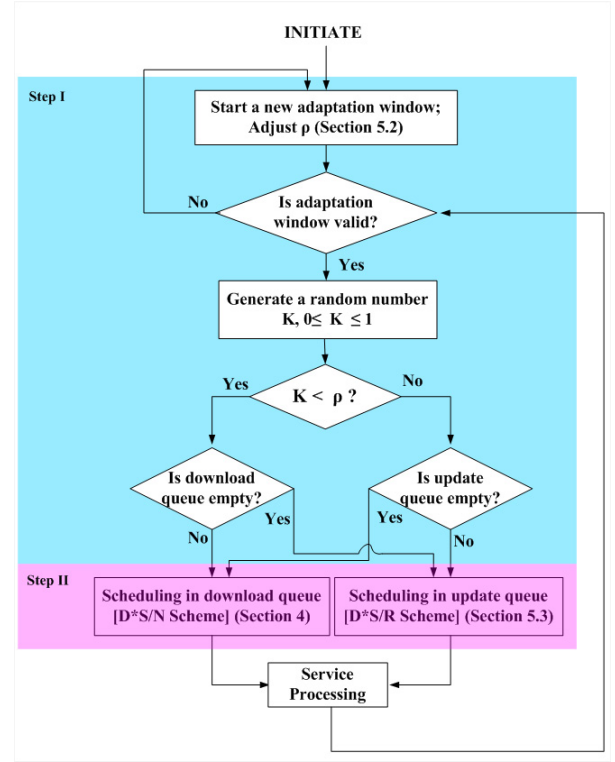 INITIATE
Step I
Start a new adaptation window;
Adjust ρ (Section 5.2)
Is adaptation
window valid?
No
Yes
Generate a random number
K, 0≤ K ≤ 1
K < ρ ?
Yes
No
Is download
queue empty?
Is update
queue empty?
Yes
Yes
No
No
Step II
Scheduling in download queue
[D*S/N Scheme] (Section 4)
Scheduling in update queue
[D*S/R Scheme] (Section 5.3)
Service
Processing